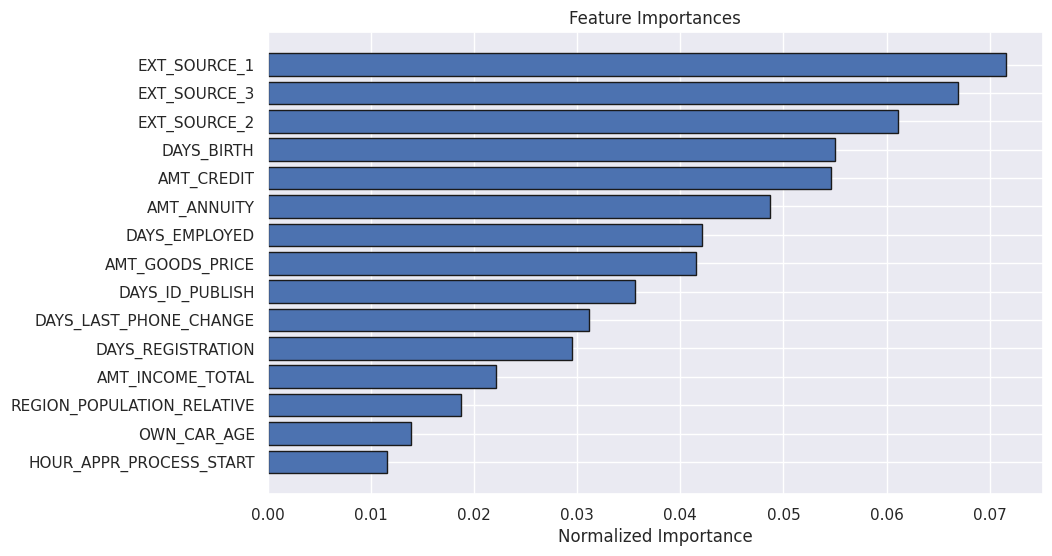 Feature Importances
EXT_SOURCE_1
EXT_SOURCE_3
EXT_SOURCE_2
DAYS_BIRTH
AMT_CREDIT
AMT_ANNUITY
DAYS_EMPLOYED
AMT_GOODS_PRICE
DAYS_ID_PUBLISH
DAYS_LAST_PHONE_CHANGE
DAYS_REGISTRATION
AMT_INCOME_TOTAL
REGION_POPULATION_RELATIVE
OWN_CAR_AGE
HOUR_APPR_PROCESS_START
0.00 0.01 0.02 0.03 0.04 0.05 0.06 0.07
Normalized Importance